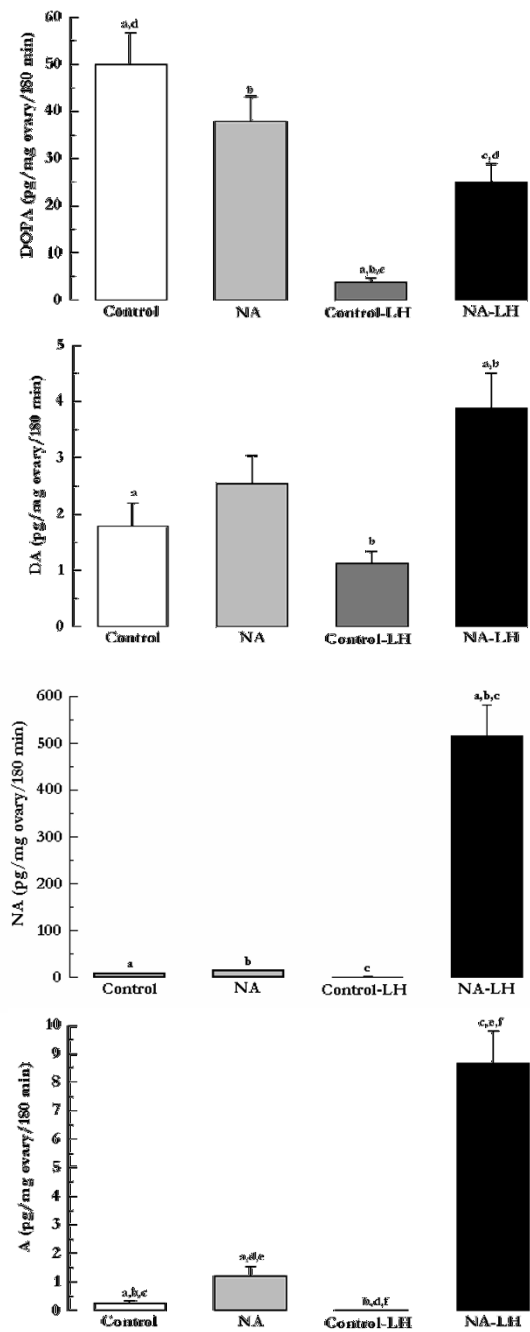 60
a,d
50
b
40
30
c,d
20
10
a,b,c
0
DOPA (pg/mg ovary/180 min)
Control NA Control-LH NA-LH
5
a,b
4
3
a
2
b
1
0
DA (pg/mg ovary/180 min)
Control NA Control-LH NA-LH
600
a,b,c
500
400
300
200
100
a b c
0
NA (pg/mg ovary/180 min)
Control NA Control-LH NA-LH
10
c,e,f
9
8
7
6
5
4
3
2
a,d,e
1
a,b,c b,d,f
0
A (pg/mg ovary/180 min)
Control NA Control-LH NA-LH